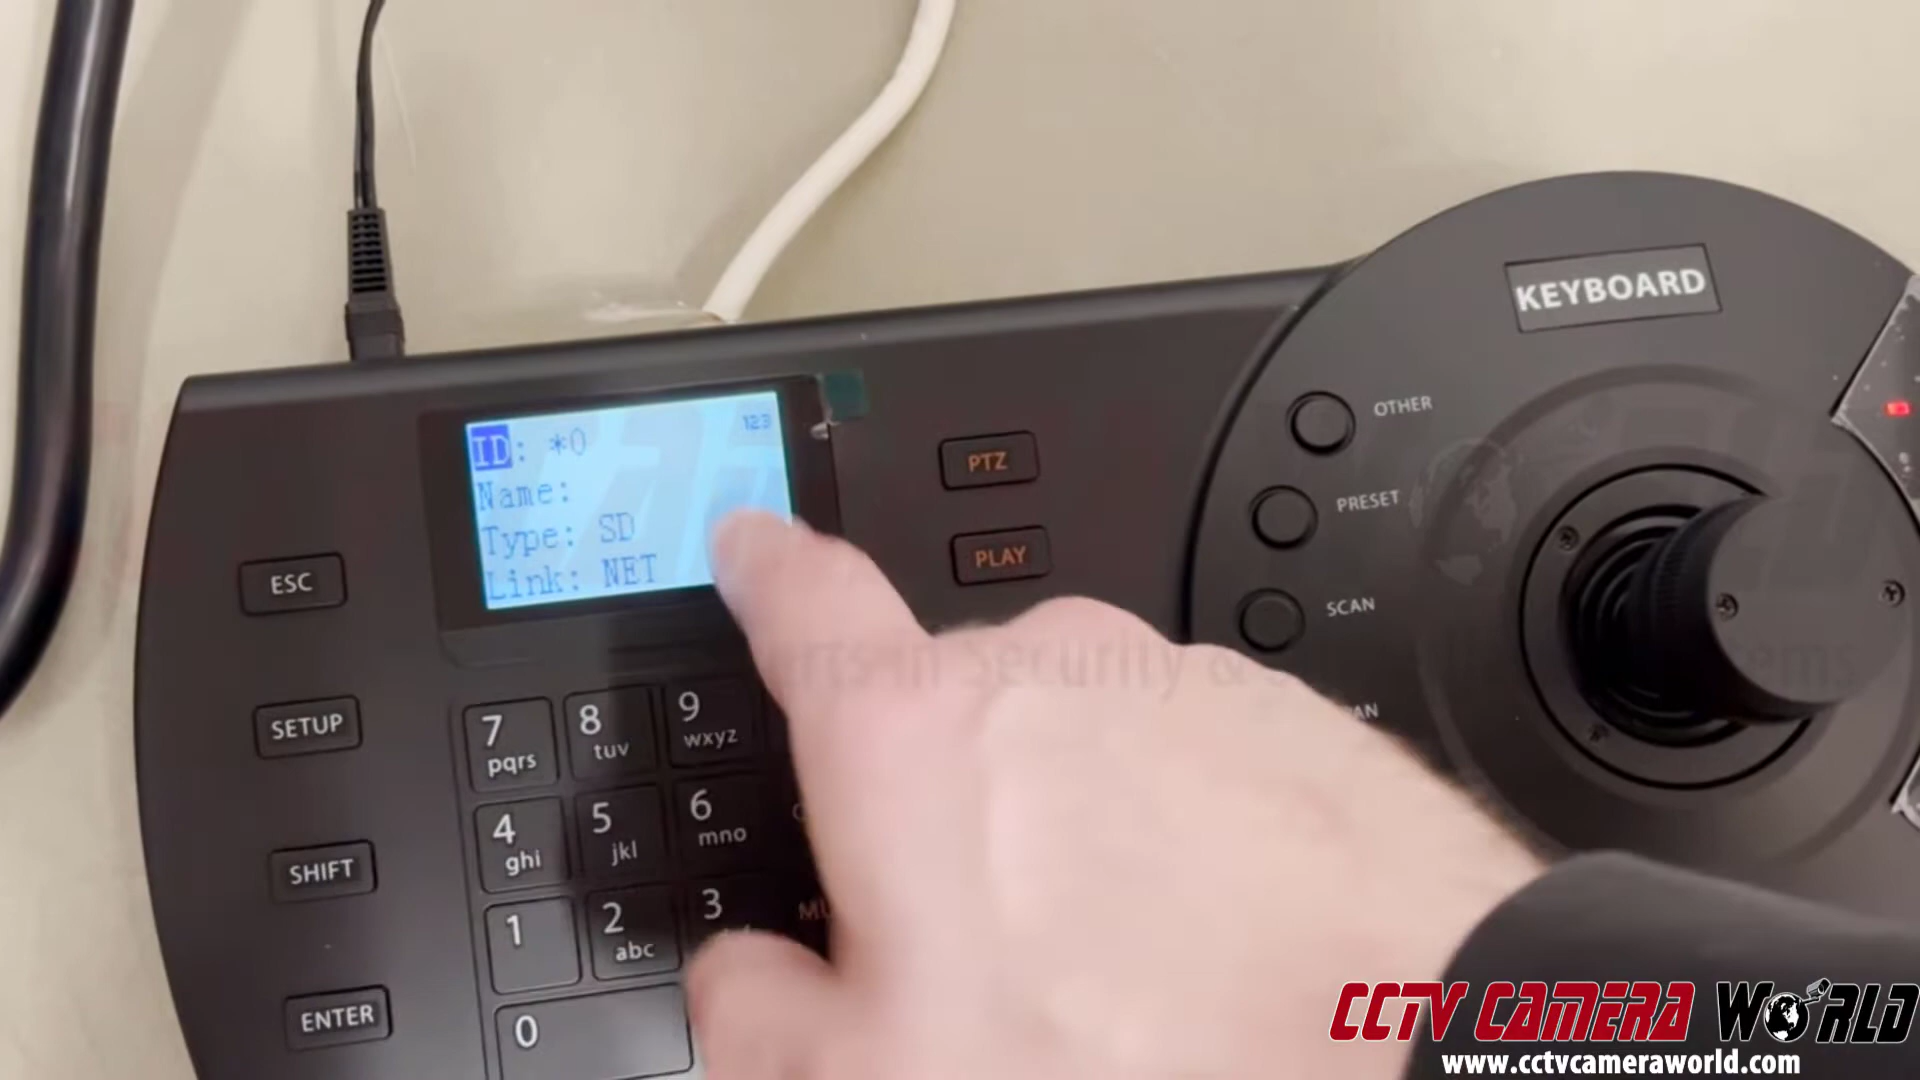 KEYBOARD
123
ID: *0
Name:
Type: SD
Link: NET
PTZ
PLAY
OTHER
PRESET
SCAN
ESC
SETUP
SHIFT
ENTER
7 pqrs
8 tuv
9 wxyz
4 ghi
5 jkl
6 mno
1
2 abc
3
0
in Security &
CCTV CAMERA WORLD
www.cctvcameraworld.com